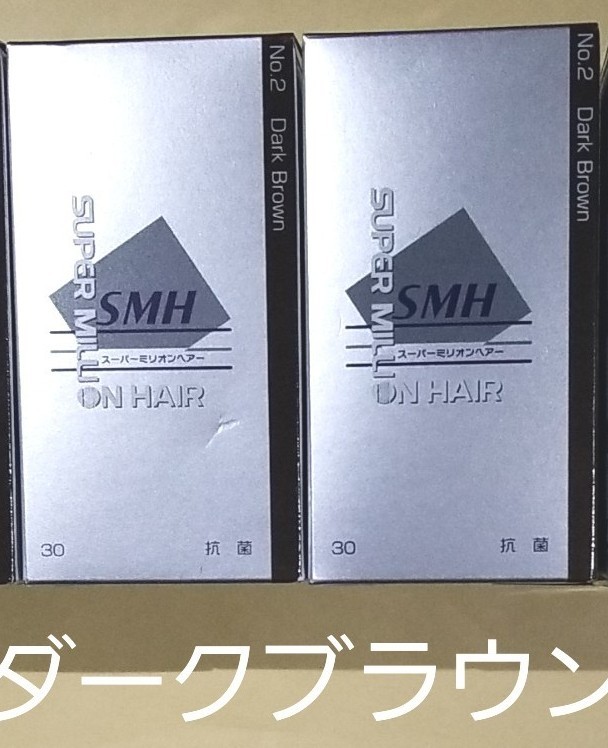 No.2 Dark Brown
SUPER MILLION HAIR
SMH
スーパーミリオンヘアー
30
抗菌
No.2 Dark Brown
SUPER MILLION HAIR
SMH
スーパーミリオンヘアー
30
抗菌
ダークブラウン